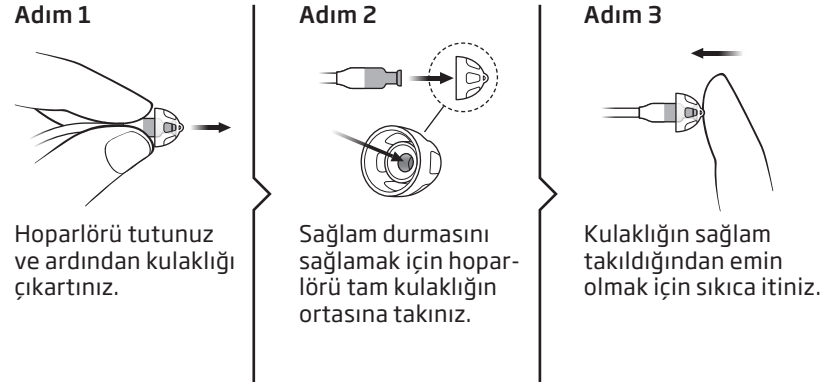 Adım 1
Hoparlörü tutunuz
ve ardından kulaklığı
çıkartınız.
Adım 2
Sağlam durmasını
sağlamak için hopar-
lörü tam kulaklığın
ortasına takınız.
Adım 3
Kulaklığın sağlam
takıldığından emin
olmak için sıkıca itiniz.